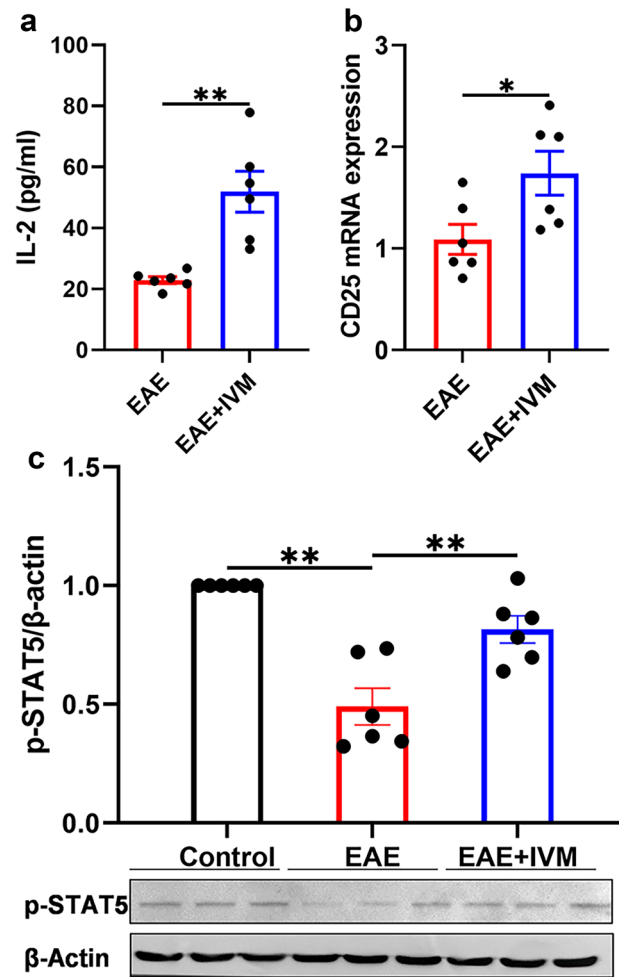 a
IL-2 (pg/ml)
100
80
60
40
20
0
**
EAE
EAE+IVM
b
CD25 mRNA expression
3
2
1
0
*
EAE
EAE+IVM
c
p-STAT5/β-actin
1.5
1.0
0.5
0.0
**
**
Control
EAE
EAE+IVM
p-STAT5
β-Actin